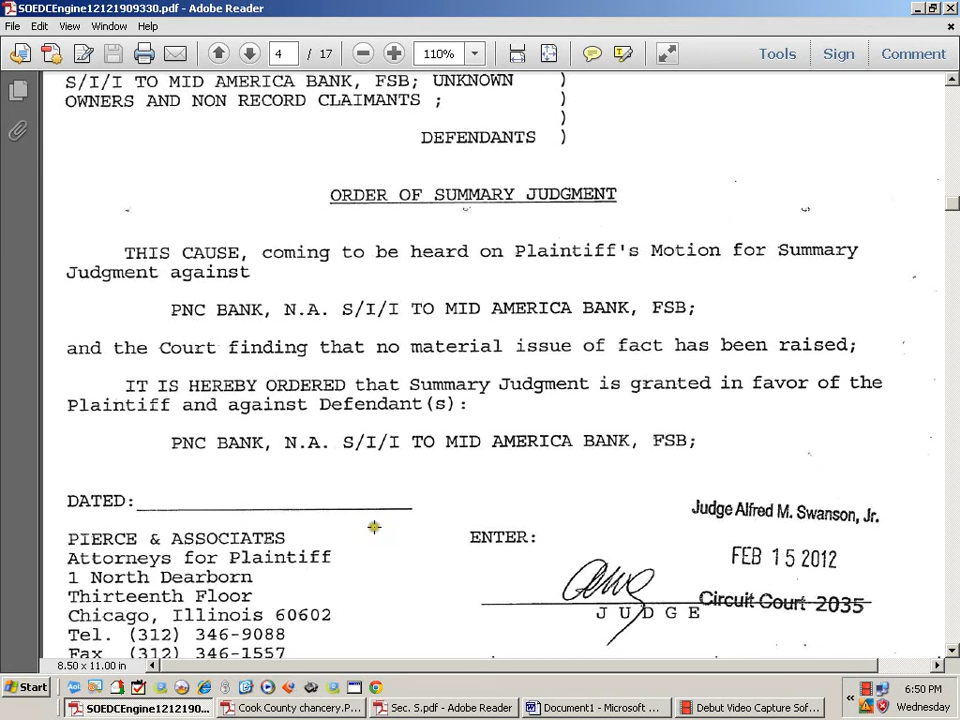 SOEDCEngine12121909330.pdf - Adobe Reader
File Edit View Window Help
4 / 17 110% Tools Sign Comment
S/I/I TO MID AMERICA BANK, FSB; UNKNOWN )
OWNERS AND NON RECORD CLAIMANTS ; )
)
DEFENDANTS )
ORDER OF SUMMARY JUDGMENT
THIS CAUSE, coming to be heard on Plaintiff's Motion for Summary
Judgment against
PNC BANK, N.A. S/I/I TO MID AMERICA BANK, FSB;
and the Court finding that no material issue of fact has been raised;
IT IS HEREBY ORDERED that Summary Judgment is granted in favor of the
Plaintiff and against Defendant(s):
PNC BANK, N.A. S/I/I TO MID AMERICA BANK, FSB;
DATED:
Judge Alfred M. Swanson, Jr.
PIERCE & ASSOCIATES ENTER:
Attorneys for Plaintiff FEB 15 2012
1 North Dearborn
Thirteenth Floor Circuit Court 2035
Chicago, Illinois 60602 JUDGE
Tel. (312) 346-9088
Fax (312) 346-1557
8.50 x 11.00 in
Start 6:50 PM
SOEDCEngine1212190... Cook County chancery.P... Sec. S.pdf - Adobe Reader Document1 - Microsoft ... Debut Video Capture Sof... Wednesday